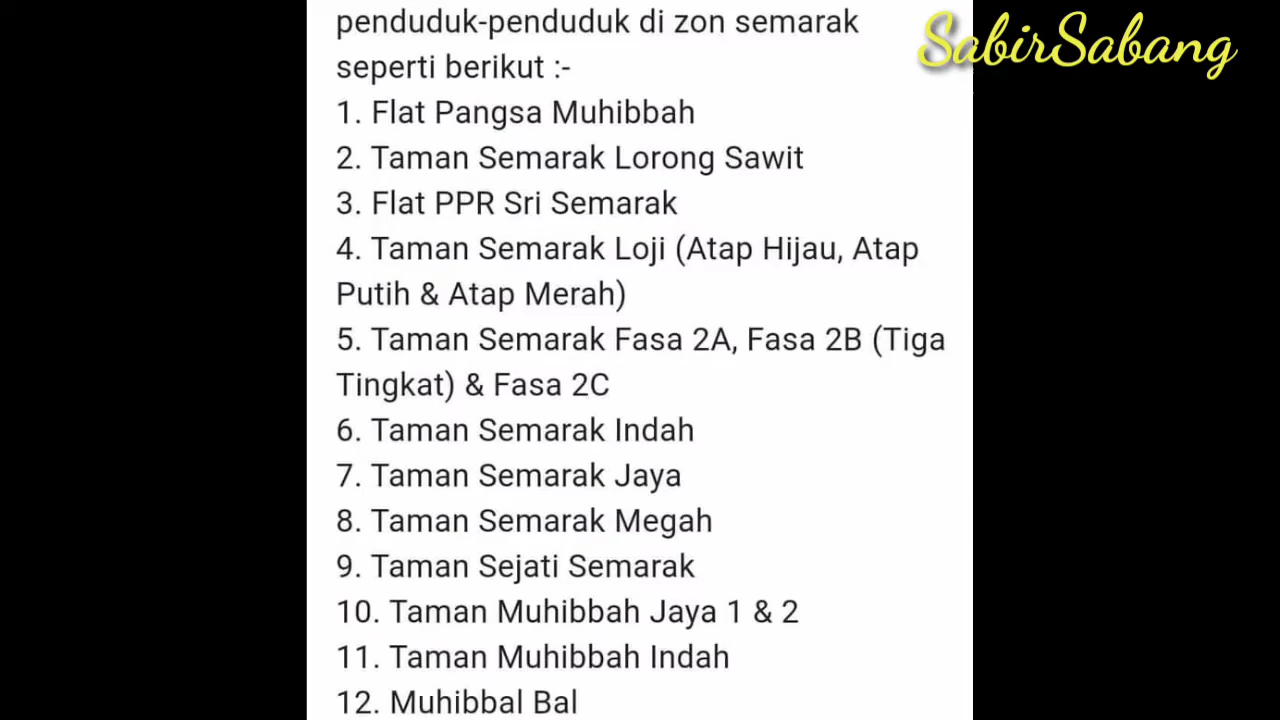 penduduk-penduduk di zon semarak
seperti berikut :-
1. Flat Pangsa Muhibbah
2. Taman Semarak Lorong Sawit
3. Flat PPR Sri Semarak
4. Taman Semarak Loji (Atap Hijau, Atap
Putih & Atap Merah)
5. Taman Semarak Fasa 2A, Fasa 2B (Tiga
Tingkat) & Fasa 2C
6. Taman Semarak Indah
7. Taman Semarak Jaya
8. Taman Semarak Megah
9. Taman Sejati Semarak
10. Taman Muhibbah Jaya 1 & 2
11. Taman Muhibbah Indah
12. Muhibbal Bal
SabirSabang